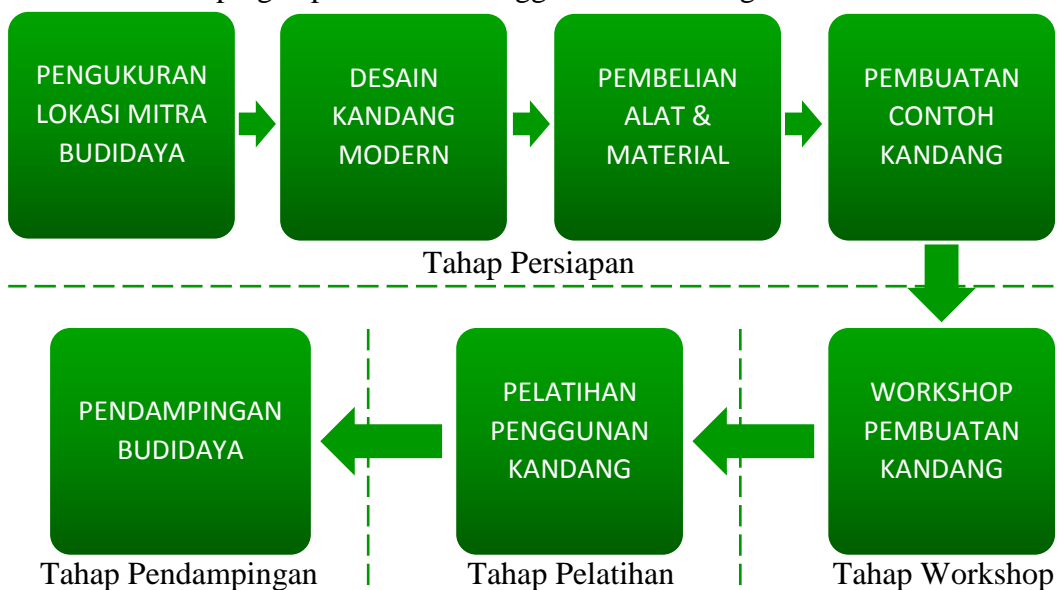 PENGUKURAN
LOKASI MITRA
BUDIDAYA
DESAIN
KANDANG
MODERN
PEMBELIAN
ALAT &
MATERIAL
PEMBUATAN
CONTOH
KANDANG
Tahap Persiapan
WORKSHOP
PEMBUATAN
KANDANG
Tahap Workshop
PELATIHAN
PENGGUNAN
KANDANG
Tahap Pelatihan
PENDAMPINGAN
BUDIDAYA
Tahap Pendampingan